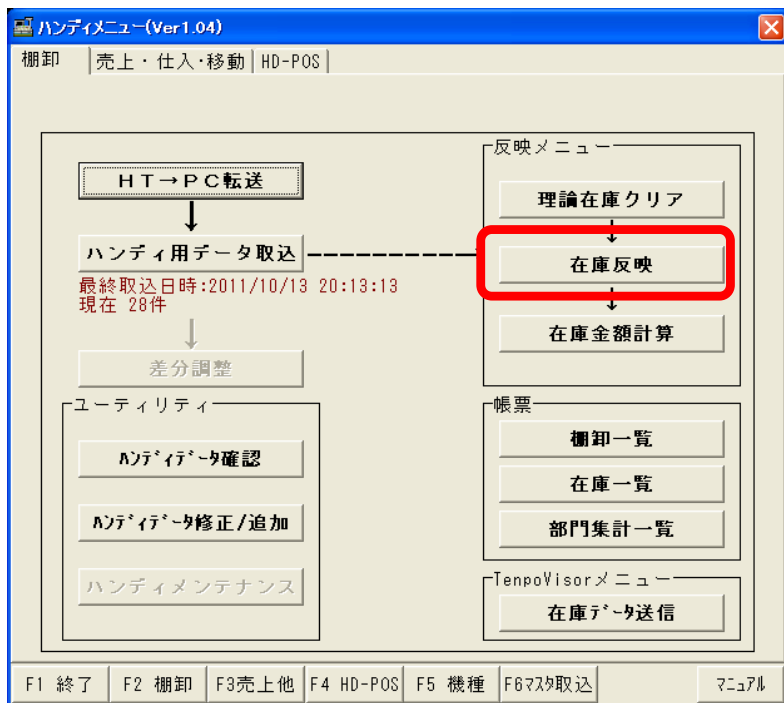 ハンディメニュー(Ver1.04)
棚卸
売上・仕入・移動
HD-POS
HT→PC転送
ハンディ用データ取込
最終取込日時:2011/10/13 20:13:13
現在 28件
差分調整
ユーティリティ
ﾊﾝﾃﾞｨﾃﾞｰﾀ確認
ﾊﾝﾃﾞｨﾃﾞｰﾀ修正/追加
ハンディメンテナンス
反映メニュー
理論在庫クリア
在庫反映
在庫金額計算
帳票
棚卸一覧
在庫一覧
部門集計一覧
TenpoVisorメニュー
在庫ﾃﾞｰﾀ送信
F1 終了
F2 棚卸
F3売上他
F4 HD-POS
F5 機種
F6ﾏｽﾀ取込
ﾏﾆｭｱﾙ